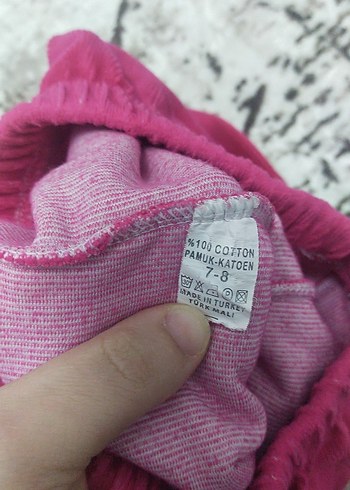 %100 COTTON
PAMUK-KATOEN
7-8
MADE IN TURKEY
TÜRK MALI